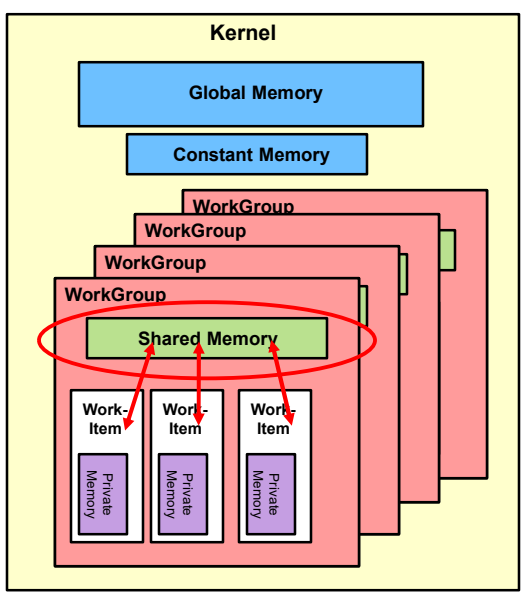 Kernel
Global Memory
Constant Memory
WorkGroup
WorkGroup
WorkGroup
WorkGroup
Shared Memory
Work-
Item
Work-
Item
Work-
Item
Private
Memory
Private
Memory
Private
Memory